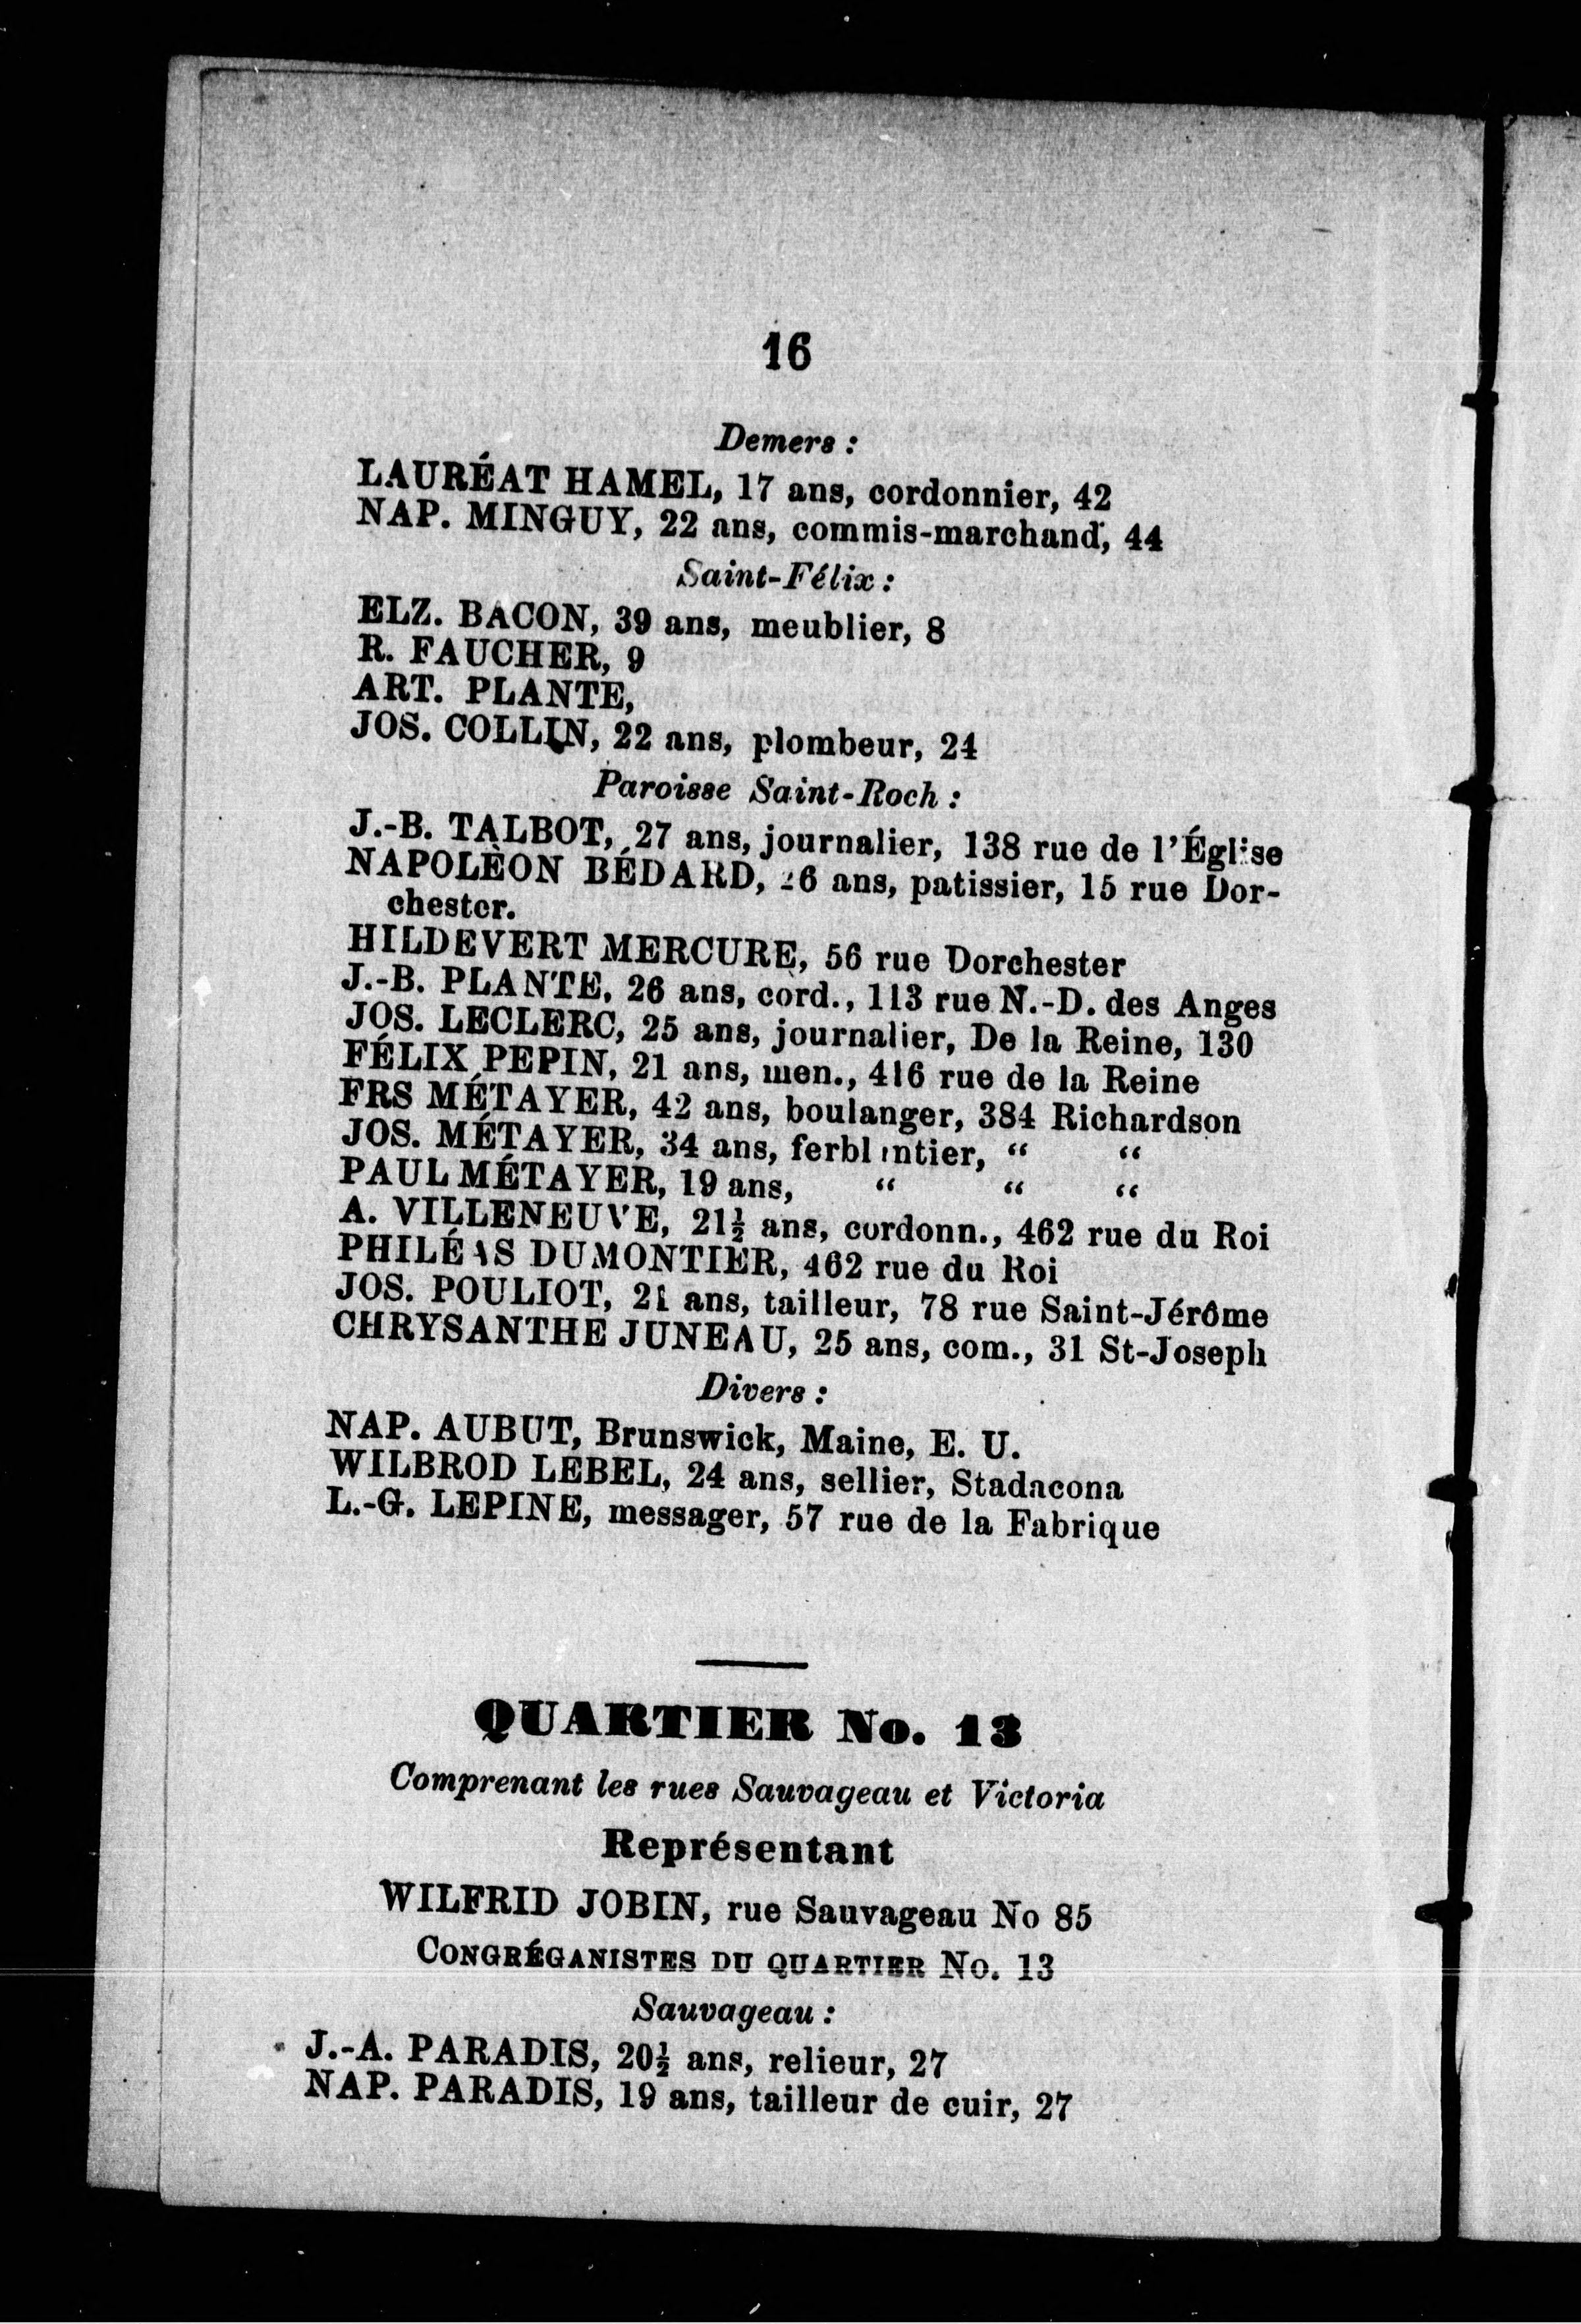 16
Demers :
LAURÉAT HAMEL, 17 ans, cordonnier, 42
NAP. MINGUY, 22 ans, commis-marchand, 44
Saint-Félix :
ELZ. BACON, 39 ans, meublier, 8
R. FAUCHER, 9
ART. PLANTE,
JOS. COLLIN, 22 ans, plombeur, 24
Paroisse Saint-Roch :
J.-B. TALBOT, 27 ans, journalier, 138 rue de l'Église
NAPOLÈON BÉDARD, 26 ans, patissier, 15 rue Dor-
chester.
HILDEVERT MERCURE, 56 rue Dorchester
J.-B. PLANTE, 26 ans, cord., 113 rue N.-D. des Anges
JOS. LECLERC, 25 ans, journalier, De la Reine, 130
FÉLIX PEPIN, 21 ans, men., 416 rue de la Reine
FRS MÉTAYER, 42 ans, boulanger, 384 Richardson
JOS. MÉTAYER, 34 ans, ferblantier, “ “
PAUL MÉTAYER, 19 ans, “ “ “
A. VILLENEUVE, 21½ ans, cordonn., 462 rue du Roi
PHILÉAS DUMONTIER, 462 rue du Roi
JOS. POULIOT, 21 ans, tailleur, 78 rue Saint-Jérôme
CHRYSANTHE JUNEAU, 25 ans, com., 31 St-Joseph
Divers :
NAP. AUBUT, Brunswick, Maine, E. U.
WILBROD LEBEL, 24 ans, sellier, Stadacona
L.-G. LEPINE, messager, 57 rue de la Fabrique
QUARTIER No. 13
Comprenant les rues Sauvageau et Victoria
Représentant
WILFRID JOBIN, rue Sauvageau No 85
CONGRÉGANISTES DU QUARTIER No. 13
Sauvageau :
J.-A. PARADIS, 20½ ans, relieur, 27
NAP. PARADIS, 19 ans, tailleur de cuir, 27